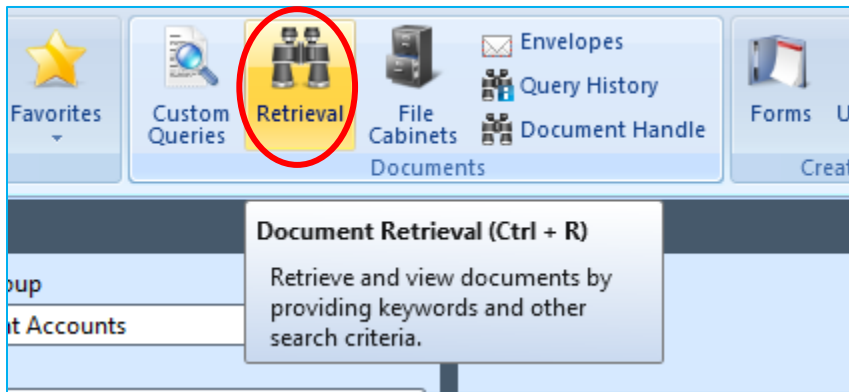 Favorites
Custom
Queries
Retrieval
File
Cabinets
Envelopes
Query History
Document Handle
Forms
Documents
Document Retrieval (Ctrl + R)
Retrieve and view documents by
providing keywords and other
search criteria.
Accounts